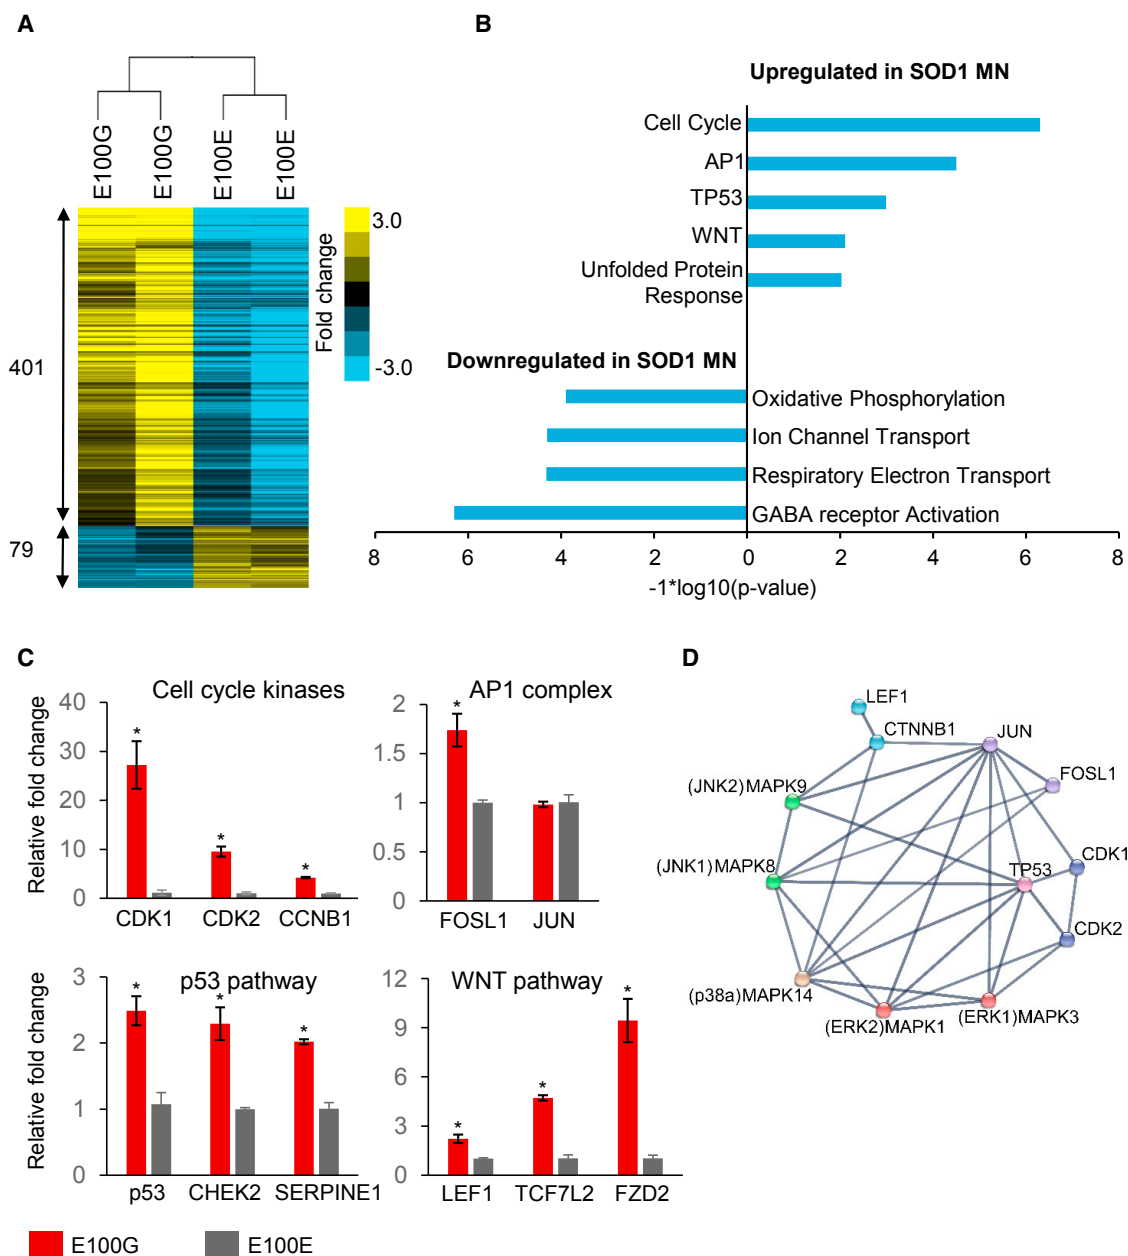 A
E100G
E100G
E100E
E100E
401
79
Fold change
3.0
-3.0
B
Upregulated in SOD1 MN
Cell Cycle
AP1
TP53
WNT
Unfolded Protein
Response
Downregulated in SOD1 MN
Oxidative Phosphorylation
Ion Channel Transport
Respiratory Electron Transport
GABA receptor Activation
8 6 4 2 0 2 4 6 8
-1*log10(p-value)
C
Cell cycle kinases
Relative fold change
40
30
20
10
0
* * *
CDK1 CDK2 CCNB1
AP1 complex
2
1.5
1
0.5
0
*
FOSL1 JUN
p53 pathway
Relative fold change
3
2
1
0
* * *
p53 CHEK2 SERPINE1
WNT pathway
12
9
6
3
0
* * *
LEF1 TCF7L2 FZD2
E100G E100E
D
LEF1
CTNNB1
JUN
FOSL1
(JNK2)MAPK9
(JNK1)MAPK8
TP53
CDK1
CDK2
(p38a)MAPK14
(ERK2)MAPK1
(ERK1)MAPK3